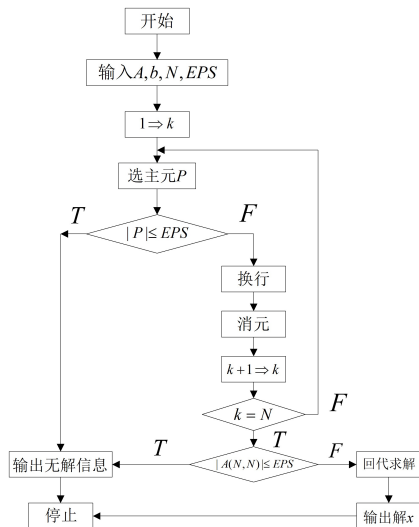 开始
输入A,b,N,EPS
1⇒k
选主元P
T
F
|P|≤EPS
换行
消元
k+1⇒k
k=N
F
T
T
F
输出无解信息
|A(N,N)|≤EPS
回代求解
停止
输出解x